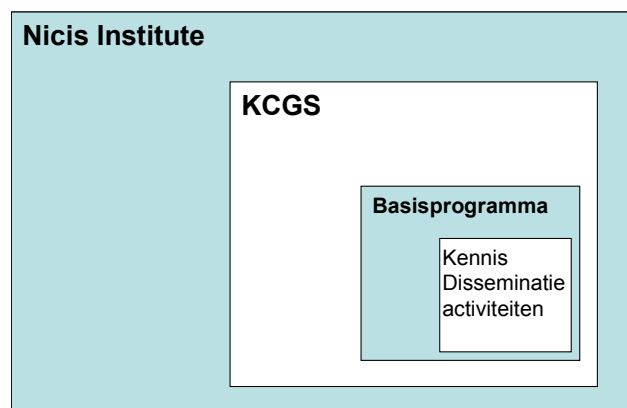 Nicis Institute
KCGS
Basisprogramma
Kennis
Disseminatie
activiteiten